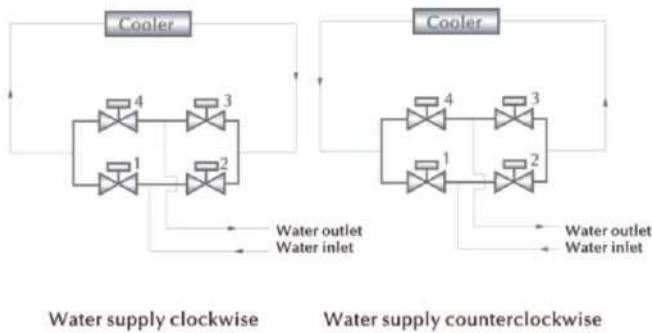 Cooler
Cooler
4 3
4 3
1 2
1 2
Water outlet
Water inlet
Water outlet
Water inlet
Water supply clockwise
Water supply counterclockwise